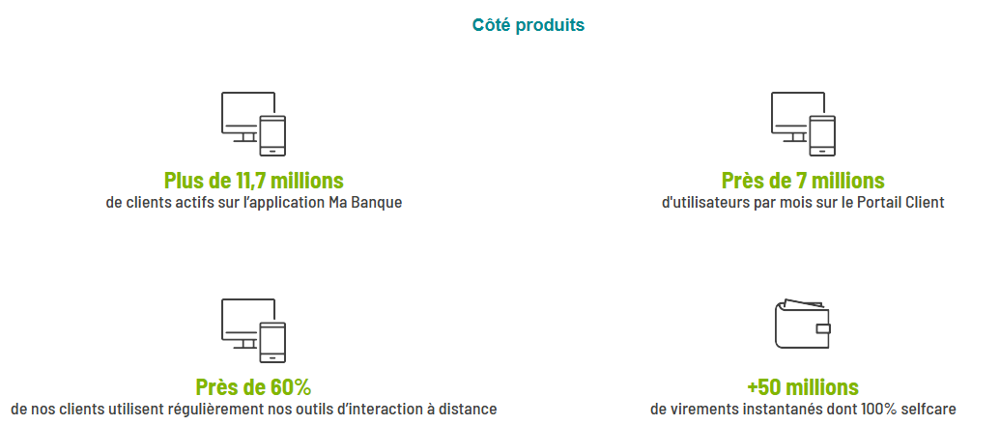 Côté produits
Plus de 11,7 millions
de clients actifs sur l’application Ma Banque
Près de 7 millions
d'utilisateurs par mois sur le Portail Client
Près de 60%
de nos clients utilisent régulièrement nos outils d’interaction à distance
+50 millions
de virements instantanés dont 100% selfcare